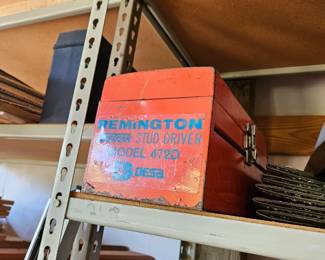 REMINGTON
STUD DRIVER
MODEL 472D
DESA